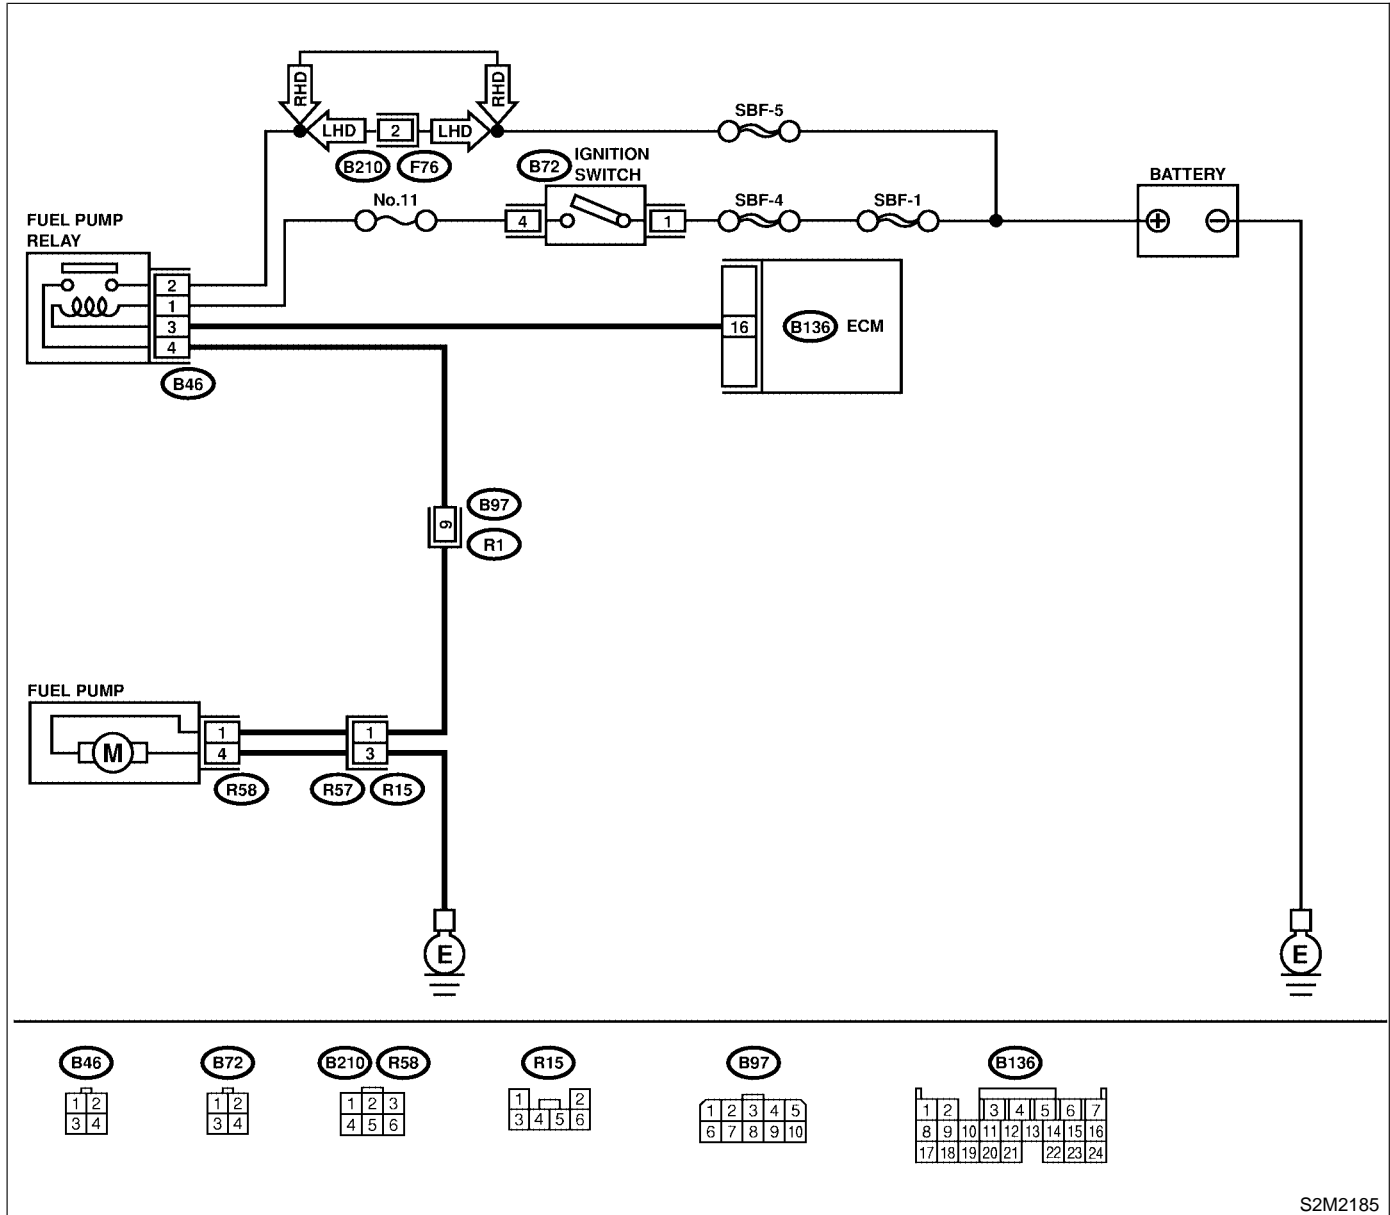 RHD
RHD
LHD
2
LHD
B210
F76
SBF-5
B72
IGNITION
SWITCH
No.11
4
1
SBF-4
SBF-1
BATTERY
+
−
FUEL PUMP
RELAY
2
1
3
4
B46
16
B136
ECM
B97
R1
FUEL PUMP
M
1
4
1
3
R58
R57
R15
E
E
B46
1 2
3 4
B72
1 2
3 4
B210 R58
1 2 3
4 5 6
R15
1 2
3 4 5 6
B97
1 2 3 4 5
6 7 8 9 10
B136
1 2 3 4 5 6 7
8 9 10 11 12 13 14 15 16
17 18 19 20 21 22 23 24
S2M2185